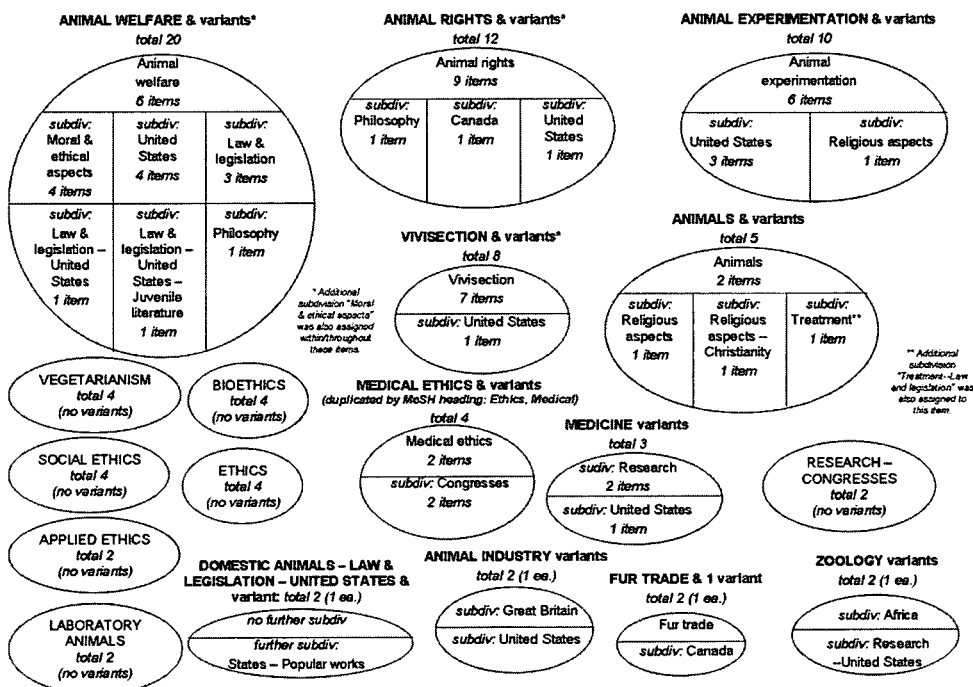 ANIMAL WELFARE & variants*
total 20
Animal
welfare
6 items
subdiv:
Moral &
ethical
aspects
4 items
subdiv:
United
States
4 items
subdiv:
Law &
legislation
3 items
subdiv:
Law &
legislation –
United
States
1 item
subdiv:
Law &
legislation –
United
States –
Juvenile
literature
1 item
subdiv:
Philosophy
1 item
ANIMAL RIGHTS & variants*
total 12
Animal rights
9 items
subdiv:
Philosophy
1 item
subdiv:
Canada
1 item
subdiv:
United
States
1 item
ANIMAL EXPERIMENTATION & variants
total 10
Animal
experimentation
6 items
subdiv:
United States
3 items
subdiv:
Religious aspects
1 item
VIVISECTION & variants*
total 8
Vivisection
7 items
subdiv: United States
1 item
* Additional
subdivision "Moral
& ethical aspects"
was also assigned
within/throughout
these items.
ANIMALS & variants
total 5
Animals
2 items
subdiv:
Religious
aspects
1 item
subdiv:
Religious
aspects –
Christianity
1 item
subdiv:
Treatment**
1 item
** Additional
subdivision
"Treatment--Law
and legislation" was
also assigned to
this item.
VEGETARIANISM
total 4
(no variants)
BIOETHICS
total 4
(no variants)
SOCIAL ETHICS
total 4
(no variants)
ETHICS
total 4
(no variants)
APPLIED ETHICS
total 2
(no variants)
LABORATORY
ANIMALS
total 2
(no variants)
MEDICAL ETHICS & variants
(duplicated by MeSH heading: Ethics, Medical)
total 4
Medical ethics
2 items
subdiv: Congresses
2 items
MEDICINE variants
total 3
sudiv: Research
2 items
subdiv: United States
1 item
RESEARCH –
CONGRESSES
total 2
(no variants)
DOMESTIC ANIMALS – LAW &
LEGISLATION – UNITED STATES &
variant: total 2 (1 ea.)
no further subdiv
further subdiv:
States – Popular works
ANIMAL INDUSTRY variants
total 2 (1 ea.)
subdiv: Great Britain
subdiv: United States
FUR TRADE & 1 variant
total 2 (1 ea.)
Fur trade
subdiv: Canada
ZOOLOGY variants
total 2 (1 ea.)
subdiv: Africa
subdiv: Research
–United States